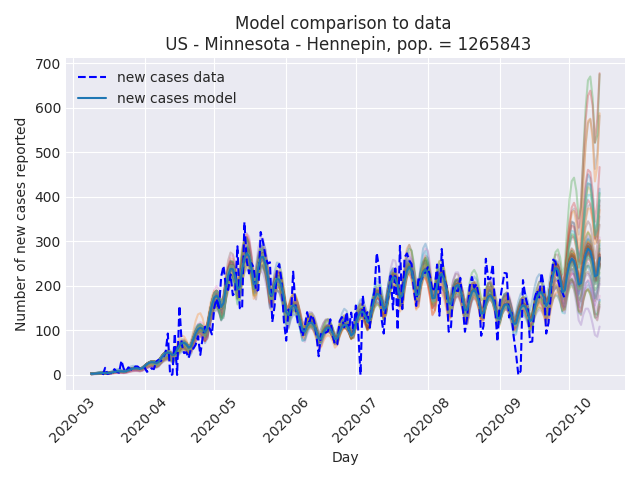 Model comparison to data
US - Minnesota - Hennepin, pop. = 1265843
new cases data
new cases model
Number of new cases reported
700
600
500
400
300
200
100
0
2020-03
2020-04
2020-05
2020-06
2020-07
2020-08
2020-09
2020-10
Day